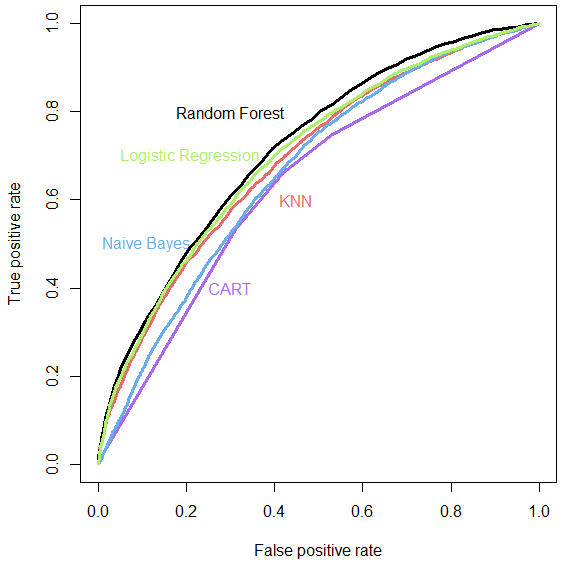 1.0
0.8
0.6
0.4
0.2
0.0
True positive rate
Random Forest
Logistic Regression
KNN
Naive Bayes
CART
0.0 0.2 0.4 0.6 0.8 1.0
False positive rate